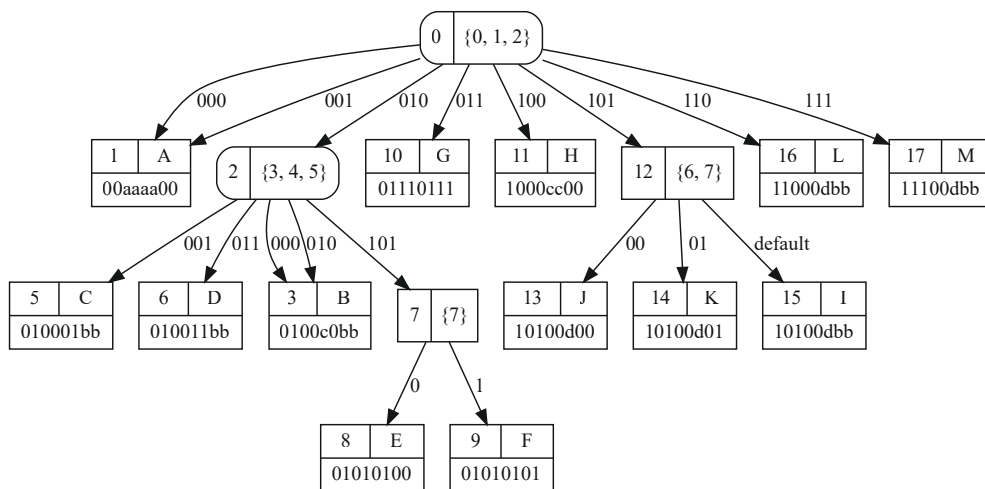 0 {0, 1, 2}
000 001 010 011 100 101 110 111
1 A
00aaaa00
2 {3, 4, 5}
10 G
01110111
11 H
1000cc00
12 {6, 7}
16 L
11000dbb
17 M
11100dbb
001 011 000 010 101 00 01 default
5 C
010001bb
6 D
010011bb
3 B
0100c0bb
7 {7}
13 J
10100d00
14 K
10100d01
15 I
10100dbb
0 1
8 E
01010100
9 F
01010101